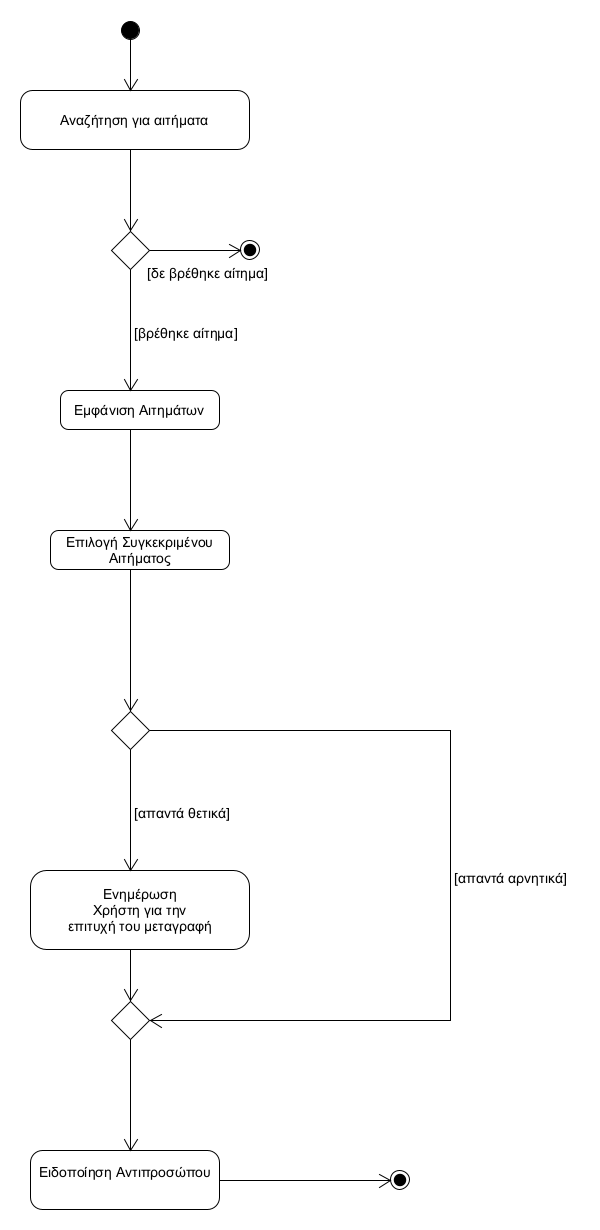 Αναζήτηση για αιτήματα
[δε βρέθηκε αίτημα]
[βρέθηκε αίτημα]
Εμφάνιση Αιτημάτων
Επιλογή Συγκεκριμένου
Αιτήματος
[απαντά θετικά]
[απαντά αρνητικά]
Ενημέρωση
Χρήστη για την
επιτυχή του μεταγραφή
Ειδοποίηση Αντιπροσώπου